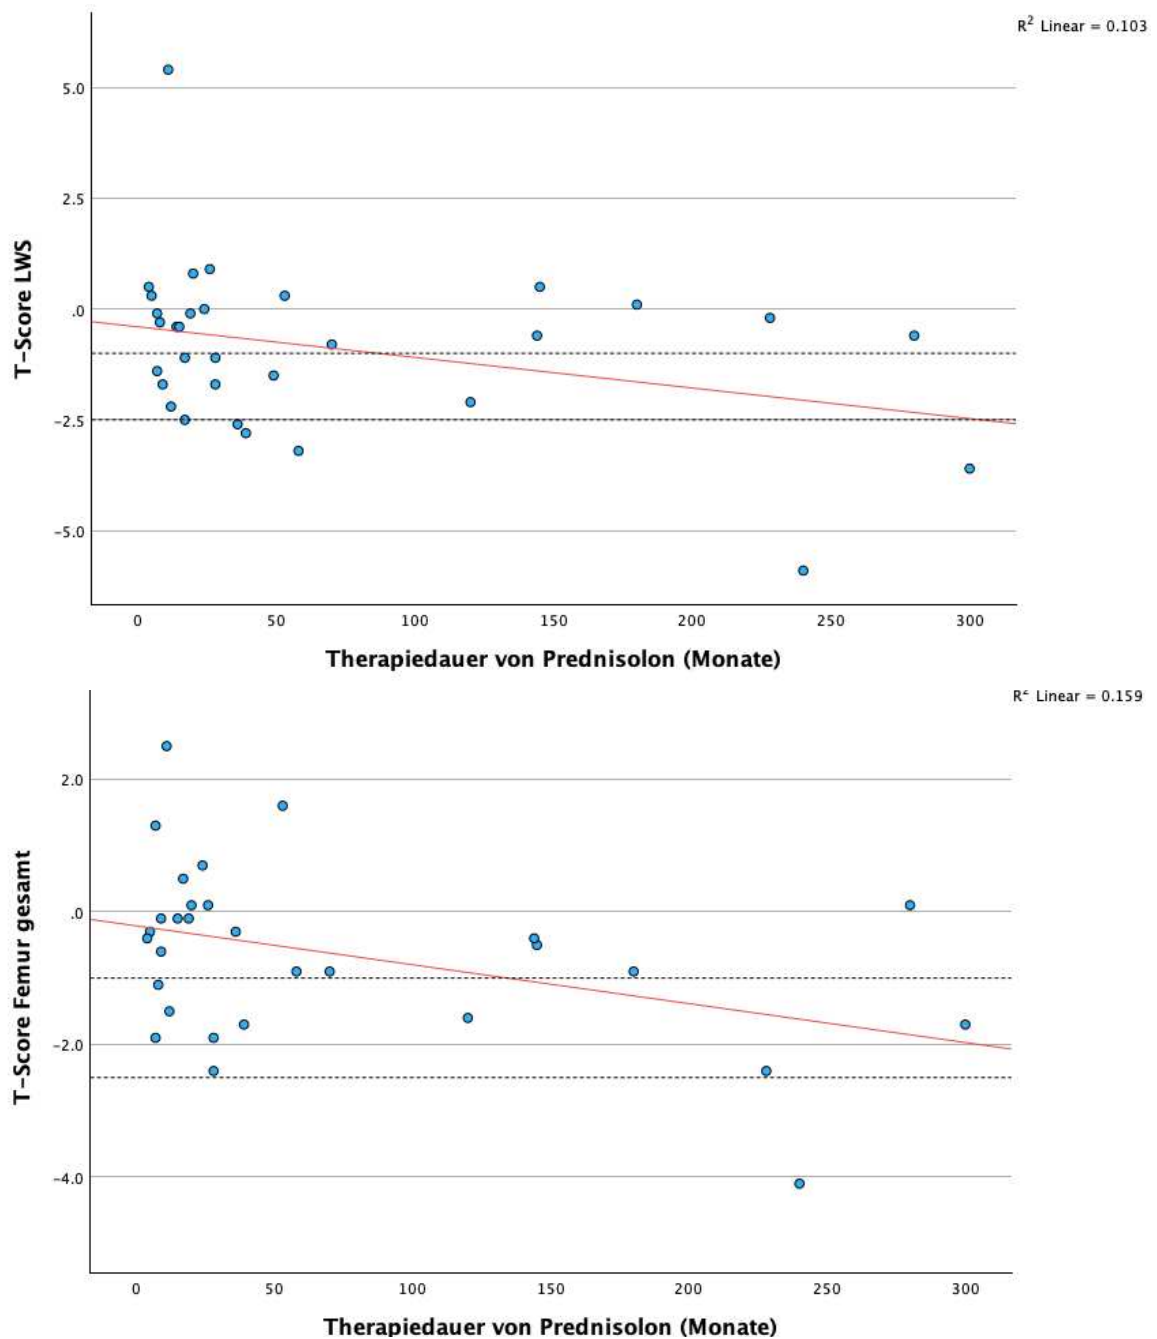 R² Linear = 0.103
5.0
2.5
.0
−2.5
−5.0
T−Score LWS
0 50 100 150 200 250 300
Therapiedauer von Prednisolon (Monate)
R² Linear = 0.159
2.0
.0
−2.0
−4.0
T−Score Femur gesamt
0 50 100 150 200 250 300
Therapiedauer von Prednisolon (Monate)